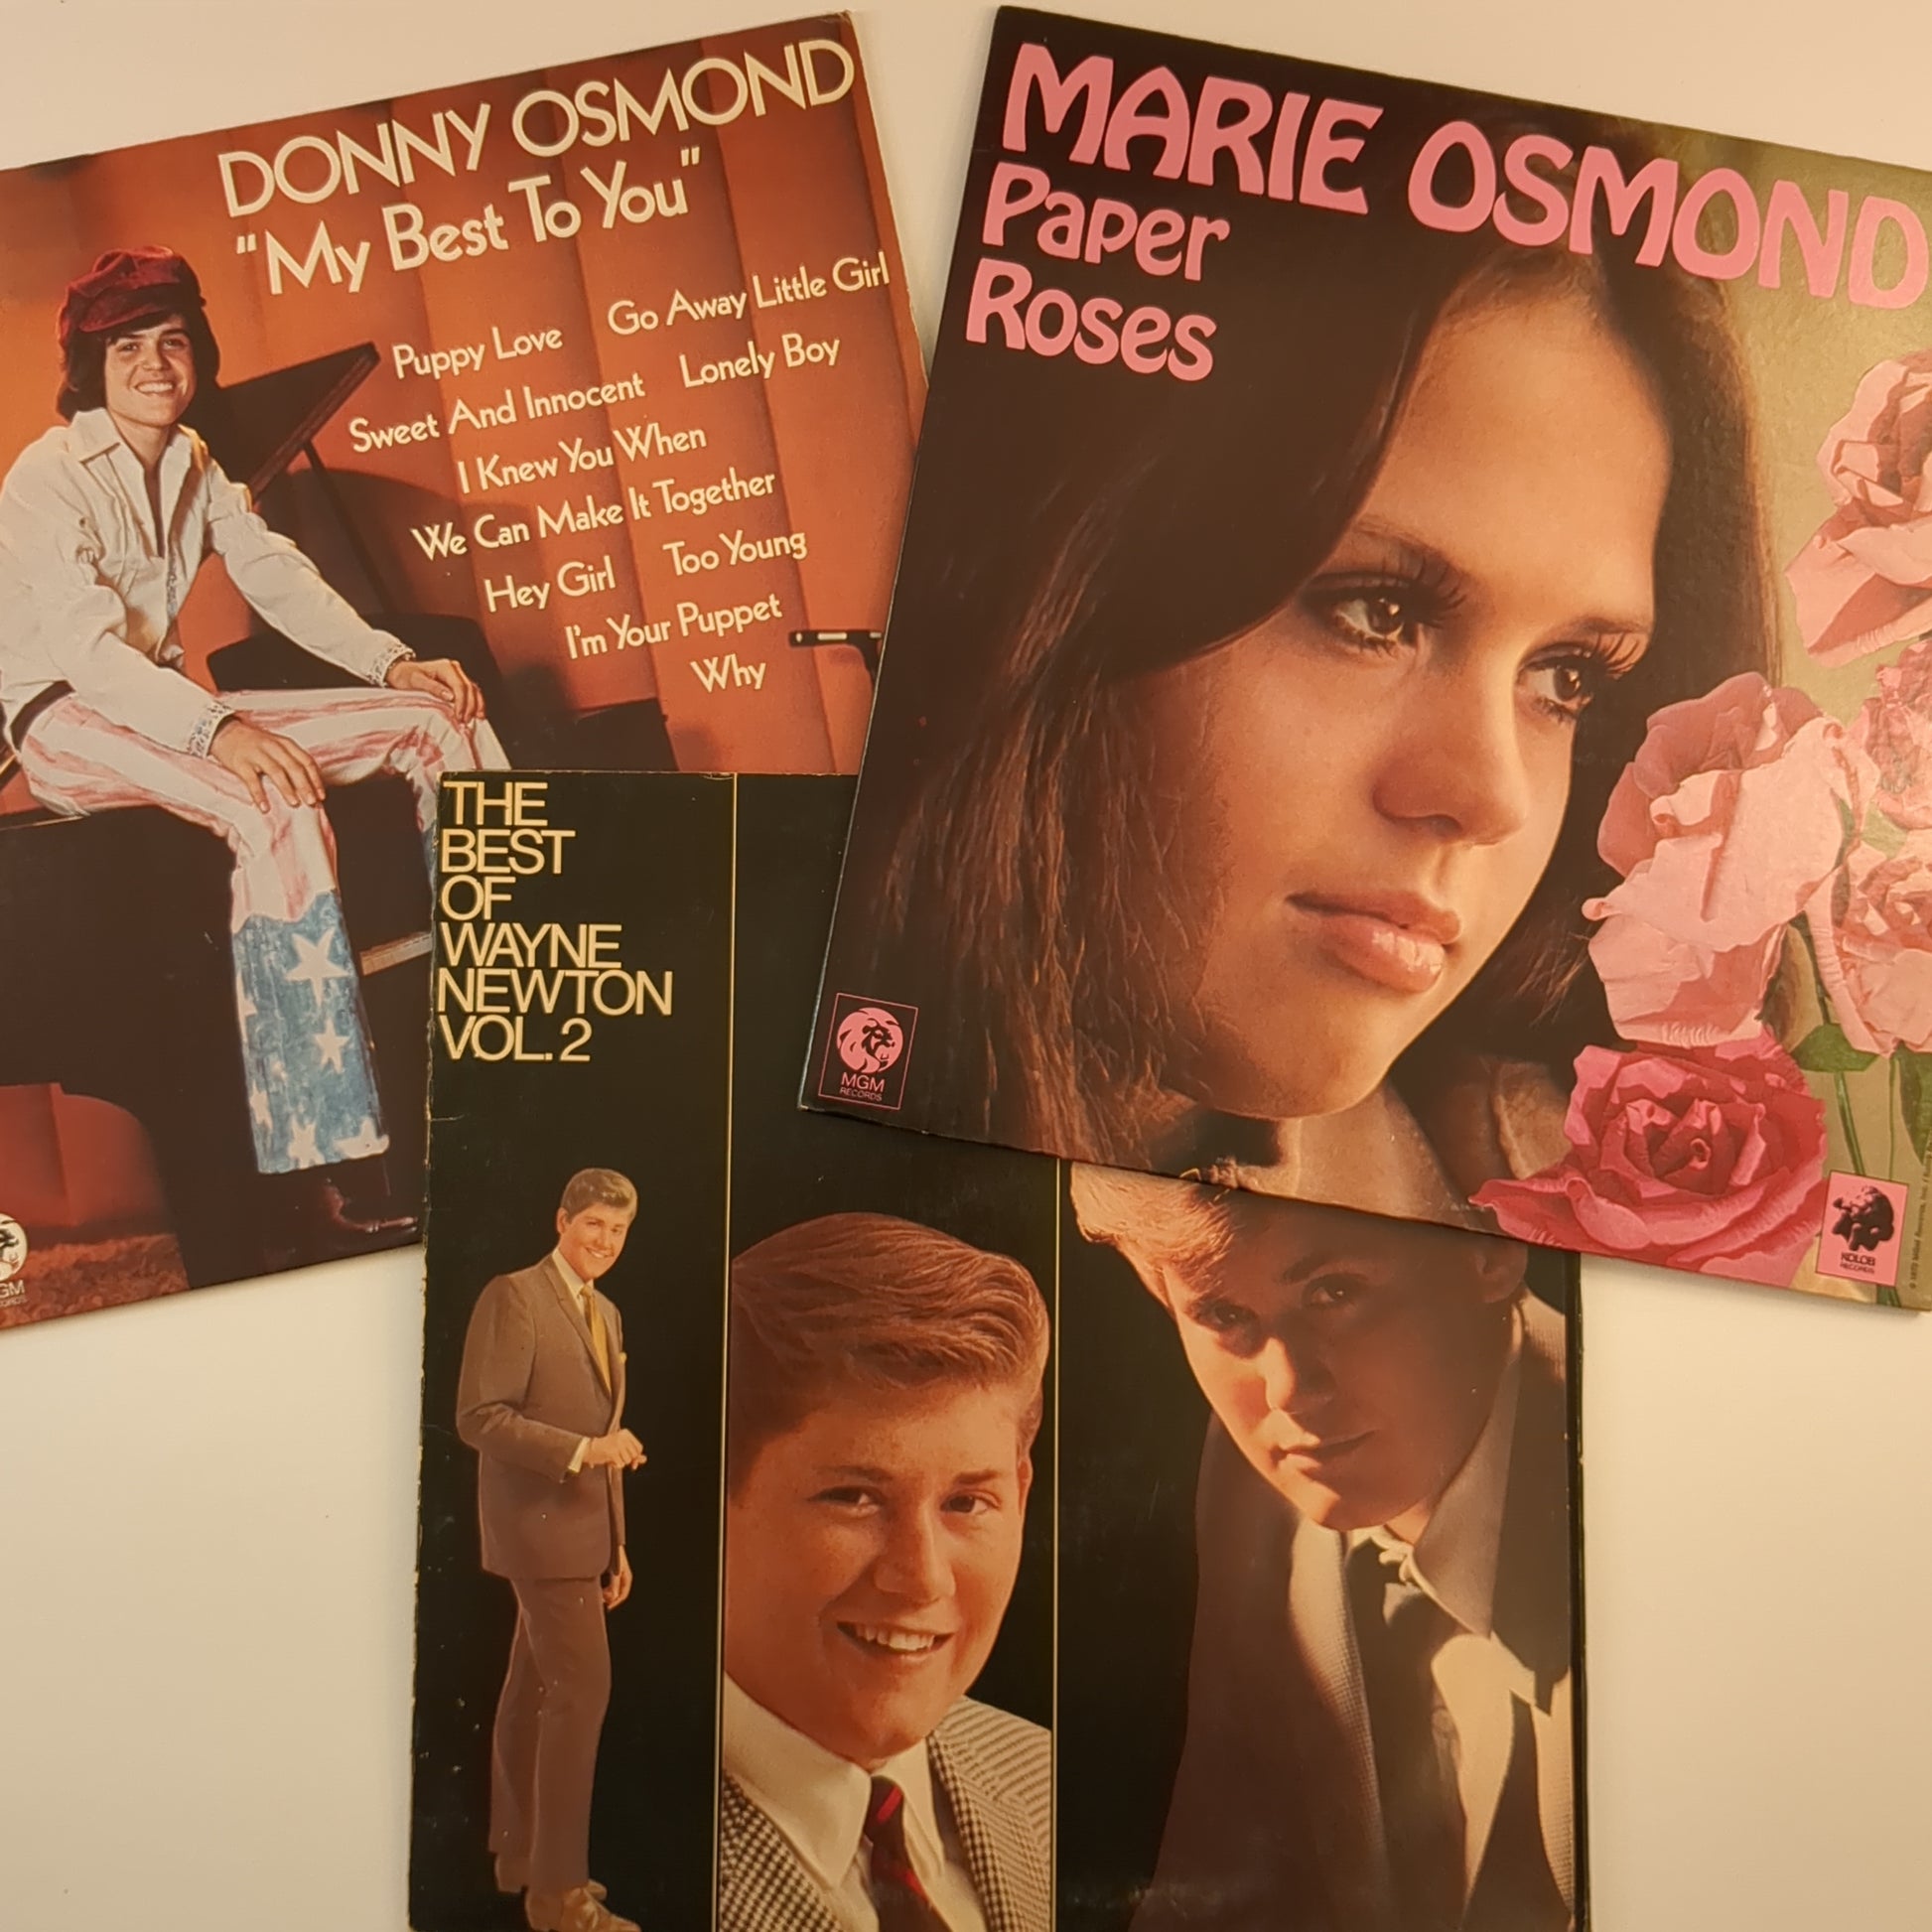 DONNY OSMOND
"My Best To You"
Puppy Love Go Away Little Girl
Sweet And Innocent Lonely Boy
I Knew You When
We Can Make It Together
Hey Girl Too Young
I'm Your Puppet
Why
MARIE OSMOND
Paper
Roses
MGM
RECORDS
KOLOB
RECORDS
THE
BEST
OF
WAYNE
NEWTON
VOL. 2